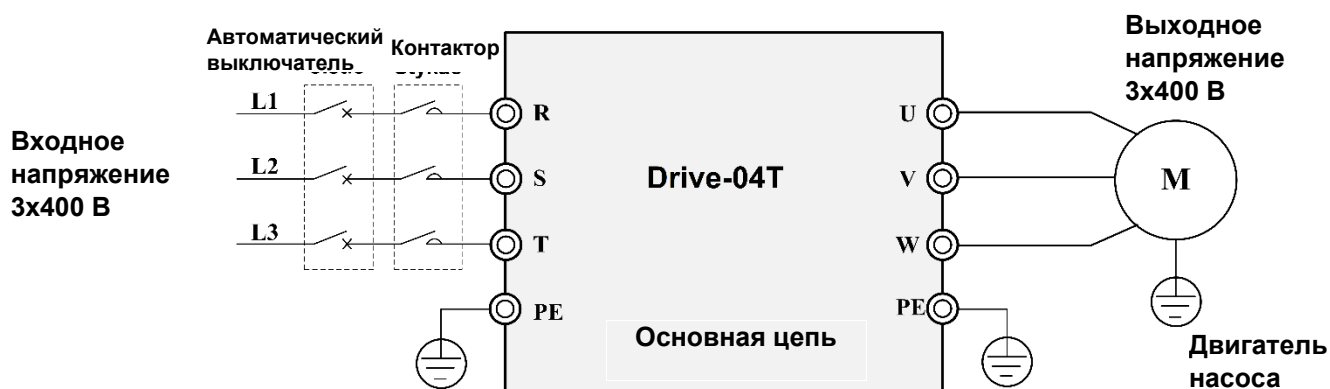 Автоматический
выключатель
Контактор
Выходное
напряжение
3x400 В
L1
R
U
Входное
напряжение
3x400 В
L2
S
Drive-04T
V
M
L3
T
W
PE
PE
Основная цепь
Двигатель
насоса